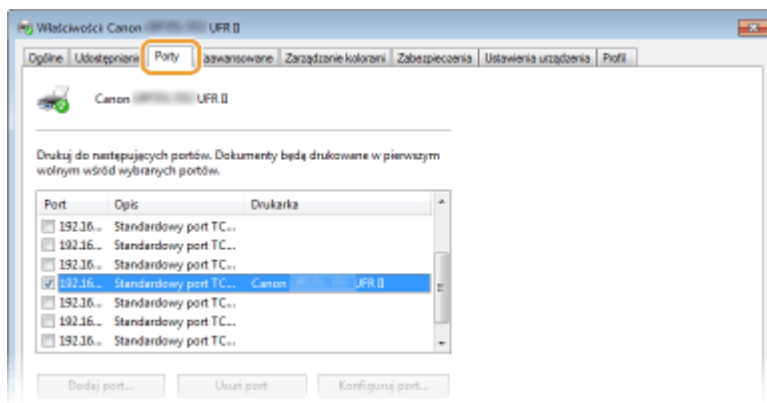 Właściwości: Canon UFR II
Ogólne Udostępnianie Porty Zaawansowane Zarządzanie kolorami Zabezpieczenia Ustawienia urządzenia Profil
Canon UFR II
Drukuj do następujących portów. Dokumenty będą drukowane w pierwszym
wolnym wśród wybranych portów.
Port Opis Drukarka
192.16... Standardowy port TC...
192.16... Standardowy port TC...
192.16... Standardowy port TC...
192.16... Standardowy port TC... Canon UFR II
192.16... Standardowy port TC...
192.16... Standardowy port TC...
192.16... Standardowy port TC...
Dodaj port... Usuń port Konfiguruj port...